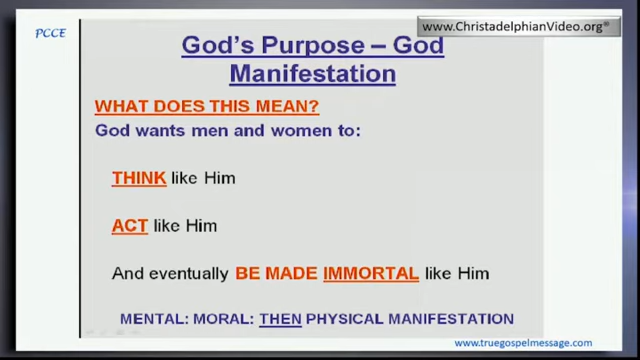 PCCE
www.ChristadelphianVideo.org®
God's Purpose – God
Manifestation
WHAT DOES THIS MEAN?
God wants men and women to:
THINK like Him
ACT like Him
And eventually BE MADE IMMORTAL like Him
MENTAL: MORAL: THEN PHYSICAL MANIFESTATION
www.truegospelmessage.com